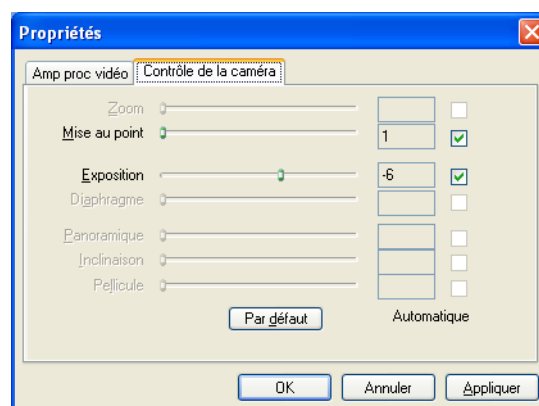 Propriétés
Amp proc vidéo Contrôle de la caméra
Zoom
Mise au point 1
Exposition -6
Diaphragme
Panoramique
Inclinaison
Pellicule
Par défaut Automatique
OK Annuler Appliquer